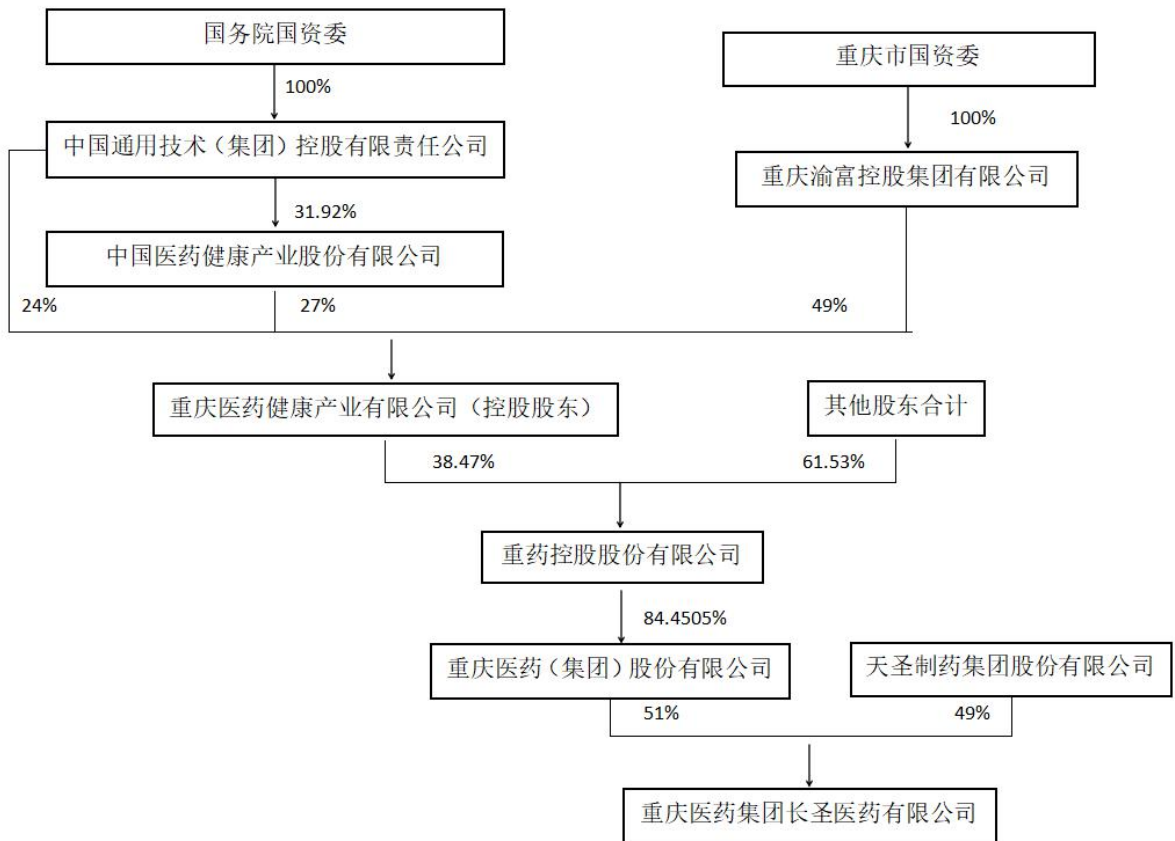 国务院国资委
重庆市国资委
100%
100%
中国通用技术（集团）控股有限责任公司
重庆渝富控股集团有限公司
31.92%
中国医药健康产业股份有限公司
24%
27%
49%
重庆医药健康产业有限公司（控股股东）
其他股东合计
38.47%
61.53%
重药控股股份有限公司
84.4505%
重庆医药（集团）股份有限公司
天圣制药集团股份有限公司
51%
49%
重庆医药集团长圣医药有限公司